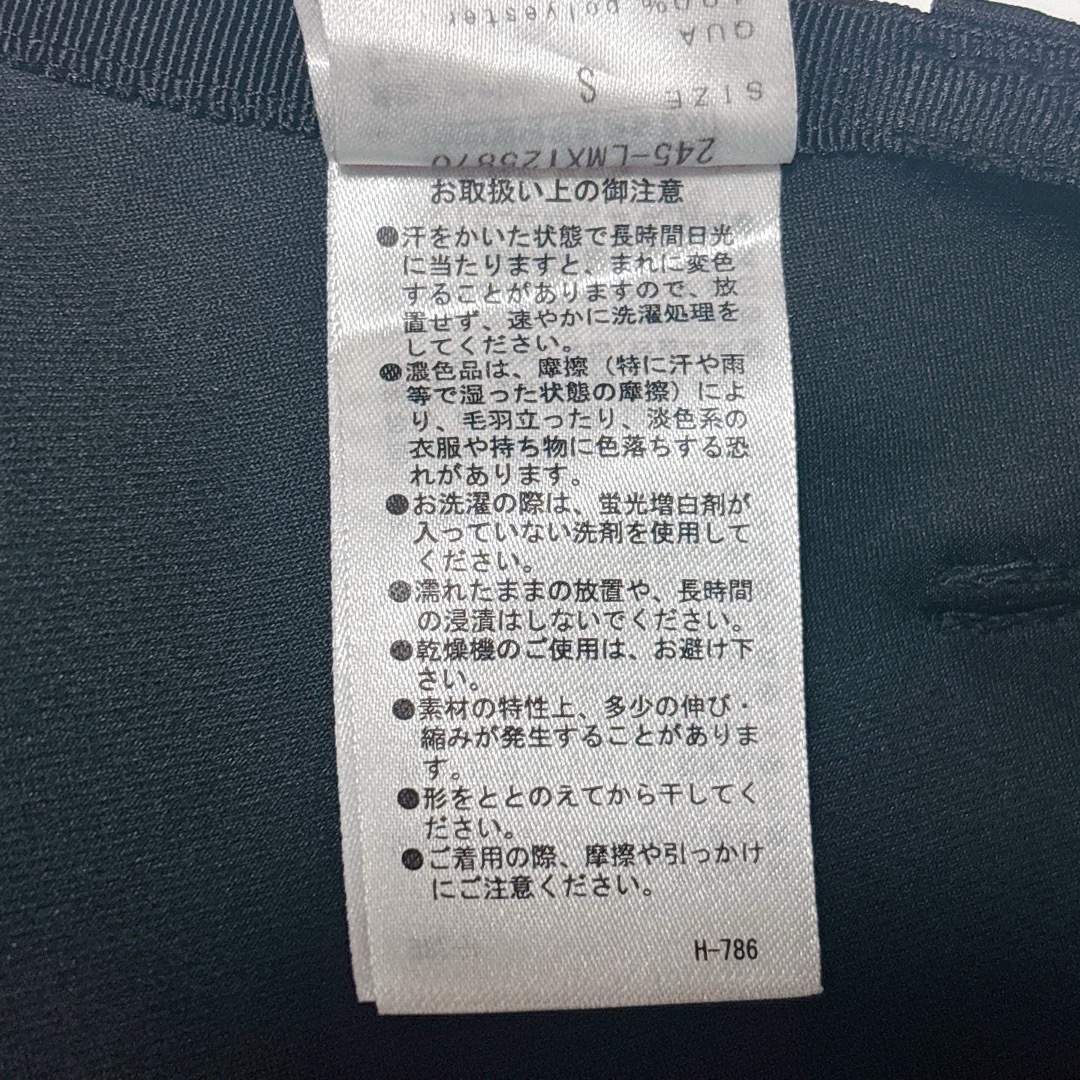 100% polyester
QUA
SIZE S
245-LMX125870
お取扱い上の御注意
●汗をかいた状態で長時間日光
に当たりますと、まれに変色
することがありますので、放
置せず、速やかに洗濯処理を
してください。
●濃色品は、摩擦（特に汗や雨
等で湿った状態の摩擦）によ
り、毛羽立ったり、淡色系の
衣服や持ち物に色落ちする恐
れがあります。
●お洗濯の際は、蛍光増白剤が
入っていない洗剤を使用して
ください。
●濡れたままの放置や、長時間
の浸漬はしないでください。
●乾燥機のご使用は、お避け下
さい。
●素材の特性上、多少の伸び・
縮みが発生することがありま
す。
●形をととのえてから干してく
ださい。
●ご着用の際、摩擦や引っかけ
にご注意ください。
H-786